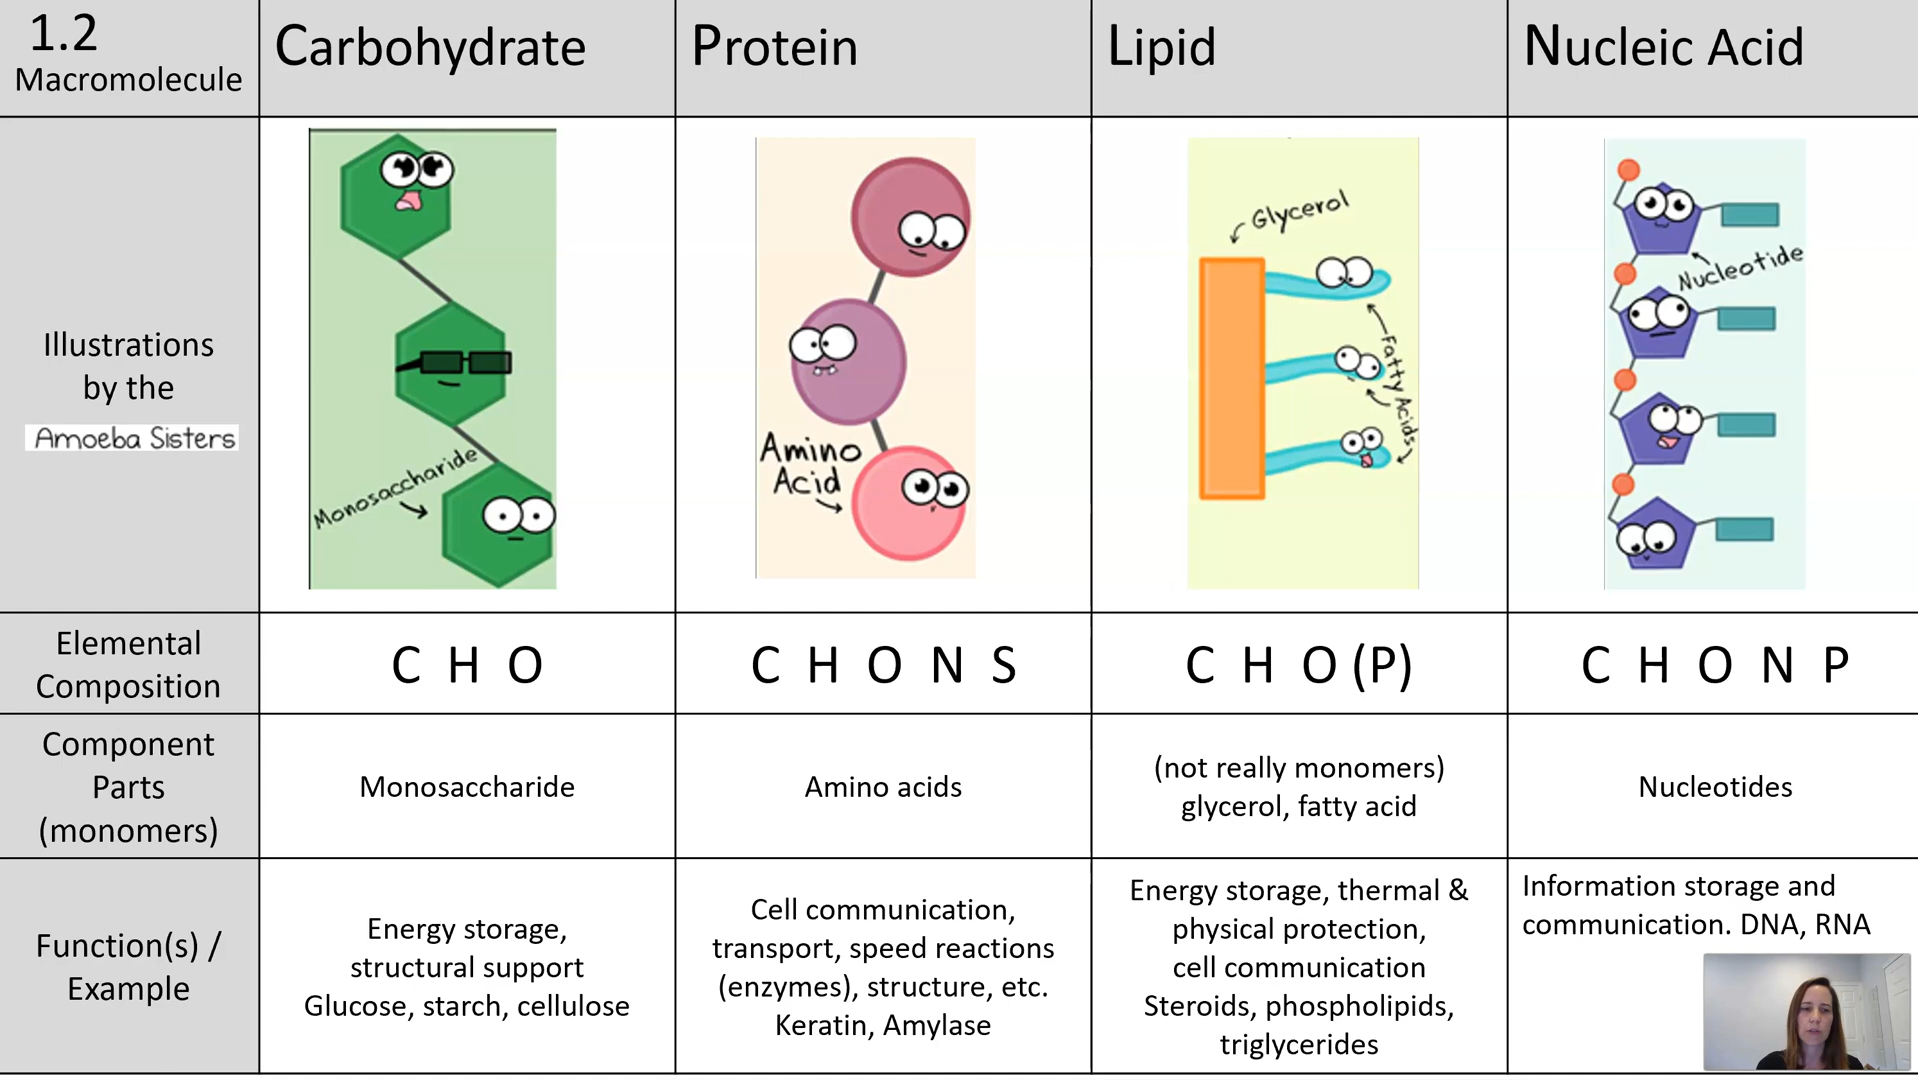 1.2
Macromolecule
Carbohydrate
Protein
Lipid
Nucleic Acid
Illustrations
by the
Amoeba Sisters
Monosaccharide
Amino
Acid
Glycerol
Fatty Acids
Nucleotide
Elemental
Composition
C H O
C H O N S
C H O (P)
C H O N P
Component
Parts
(monomers)
Monosaccharide
Amino acids
(not really monomers)
glycerol, fatty acid
Nucleotides
Function(s) /
Example
Energy storage,
structural support
Glucose, starch, cellulose
Cell communication,
transport, speed reactions
(enzymes), structure, etc.
Keratin, Amylase
Energy storage, thermal &
physical protection,
cell communication
Steroids, phospholipids,
triglycerides
Information storage and
communication. DNA, RNA